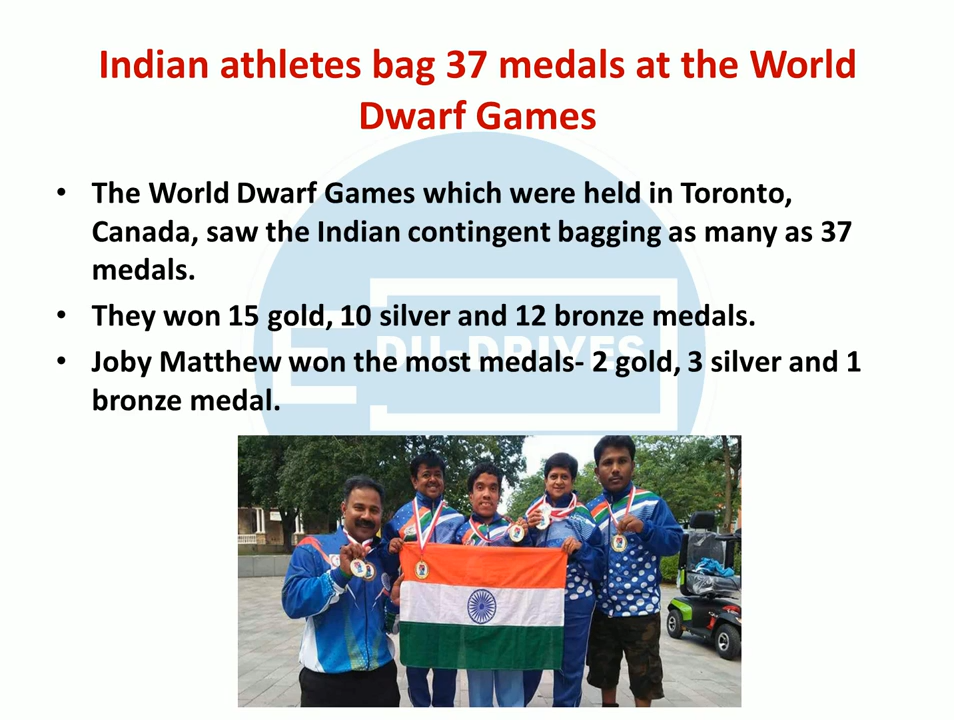 Indian athletes bag 37 medals at the World
Dwarf Games
• The World Dwarf Games which were held in Toronto,
Canada, saw the Indian contingent bagging as many as 37
medals.
• They won 15 gold, 10 silver and 12 bronze medals.
DU-DRIVES
• Joby Matthew won the most medals- 2 gold, 3 silver and 1
bronze medal.